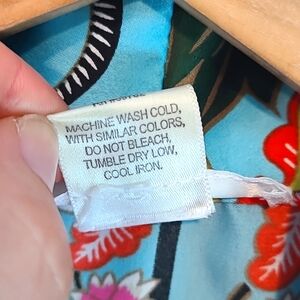 MACHINE WASH COLD,
WITH SIMILAR COLORS,
DO NOT BLEACH,
TUMBLE DRY LOW,
COOL IRON.